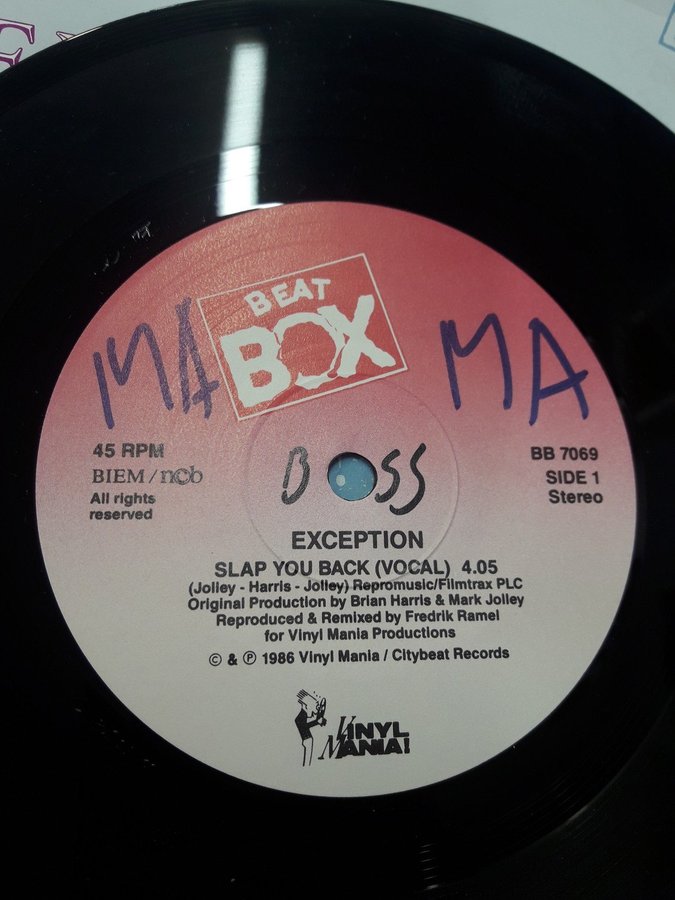 BEAT
BOX
MA MA
45 RPM
BIEM/ncb
All rights
reserved
BB 7069
SIDE 1
Stereo
B SS
EXCEPTION
SLAP YOU BACK (VOCAL) 4.05
(Jolley - Harris - Jolley) Repromusic/Filmtrax PLC
Original Production by Brian Harris & Mark Jolley
Reproduced & Remixed by Fredrik Ramel
for Vinyl Mania Productions
© & ℗ 1986 Vinyl Mania / Citybeat Records
VINYL
MANIA!